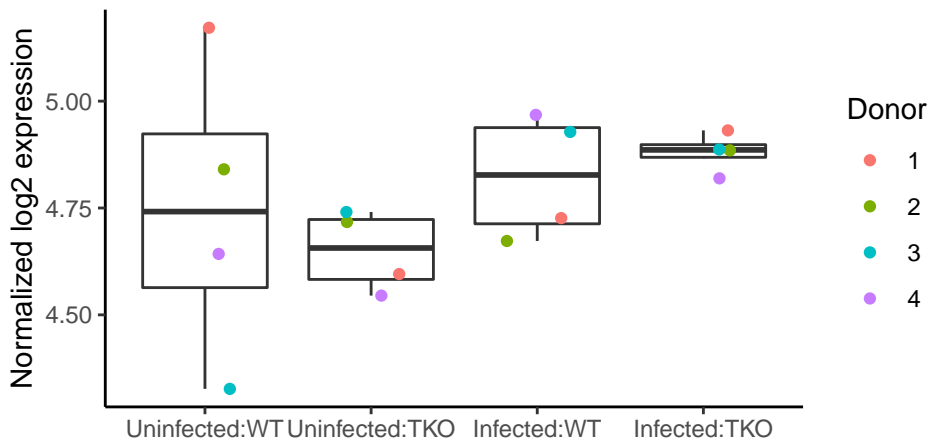 Normalized log2 expression
5.00
4.75
4.50
Uninfected:WT
Uninfected:TKO
Infected:WT
Infected:TKO
Donor
1
2
3
4